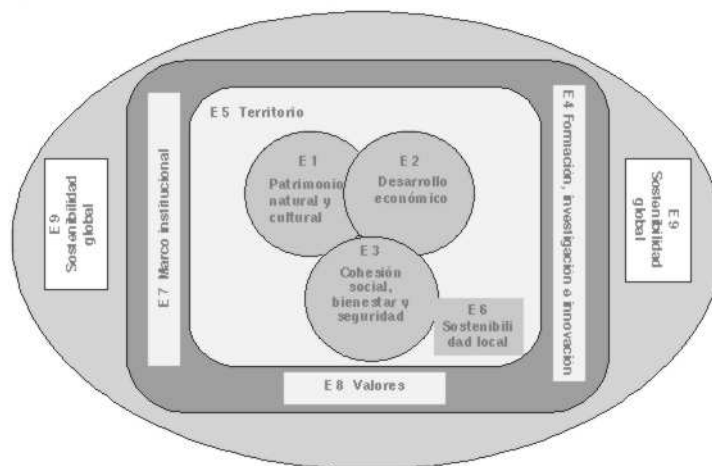 E 5 Territorio
E 1
Patrimonio
natural y
cultural
E 2
Desarrollo
económico
E 3
Cohesión
social,
bienestar y
seguridad
E 6
Sostenibili
dad local
E 7 Marco institucional
E 4 Formación, investigacion e innovación
E 8 Valores
E 9
Sostenibilidad
global
E 9
Sostenibilidad
global